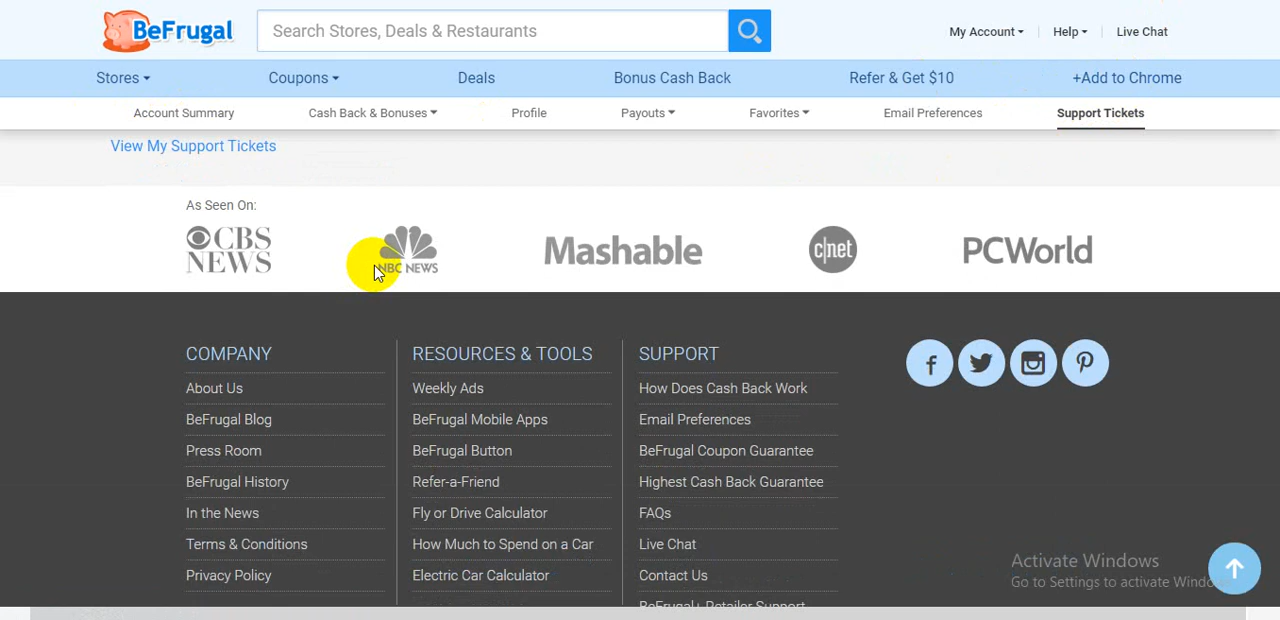 BeFrugal
Search Stores, Deals & Restaurants
My Account
Help
Live Chat
Stores
Coupons
Deals
Bonus Cash Back
Refer & Get $10
+Add to Chrome
Account Summary
Cash Back & Bonuses
Profile
Payouts
Favorites
Email Preferences
Support Tickets
View My Support Tickets
As Seen On:
CBS
NEWS
NBC NEWS
Mashable
c|net
PCWorld
COMPANY
About Us
BeFrugal Blog
Press Room
BeFrugal History
In the News
Terms & Conditions
Privacy Policy
RESOURCES & TOOLS
Weekly Ads
BeFrugal Mobile Apps
BeFrugal Button
Refer-a-Friend
Fly or Drive Calculator
How Much to Spend on a Car
Electric Car Calculator
SUPPORT
How Does Cash Back Work
Email Preferences
BeFrugal Coupon Guarantee
Highest Cash Back Guarantee
FAQs
Live Chat
Contact Us
BeFrugal+ Retailer Support
Activate Windows
Go to Settings to activate Windows